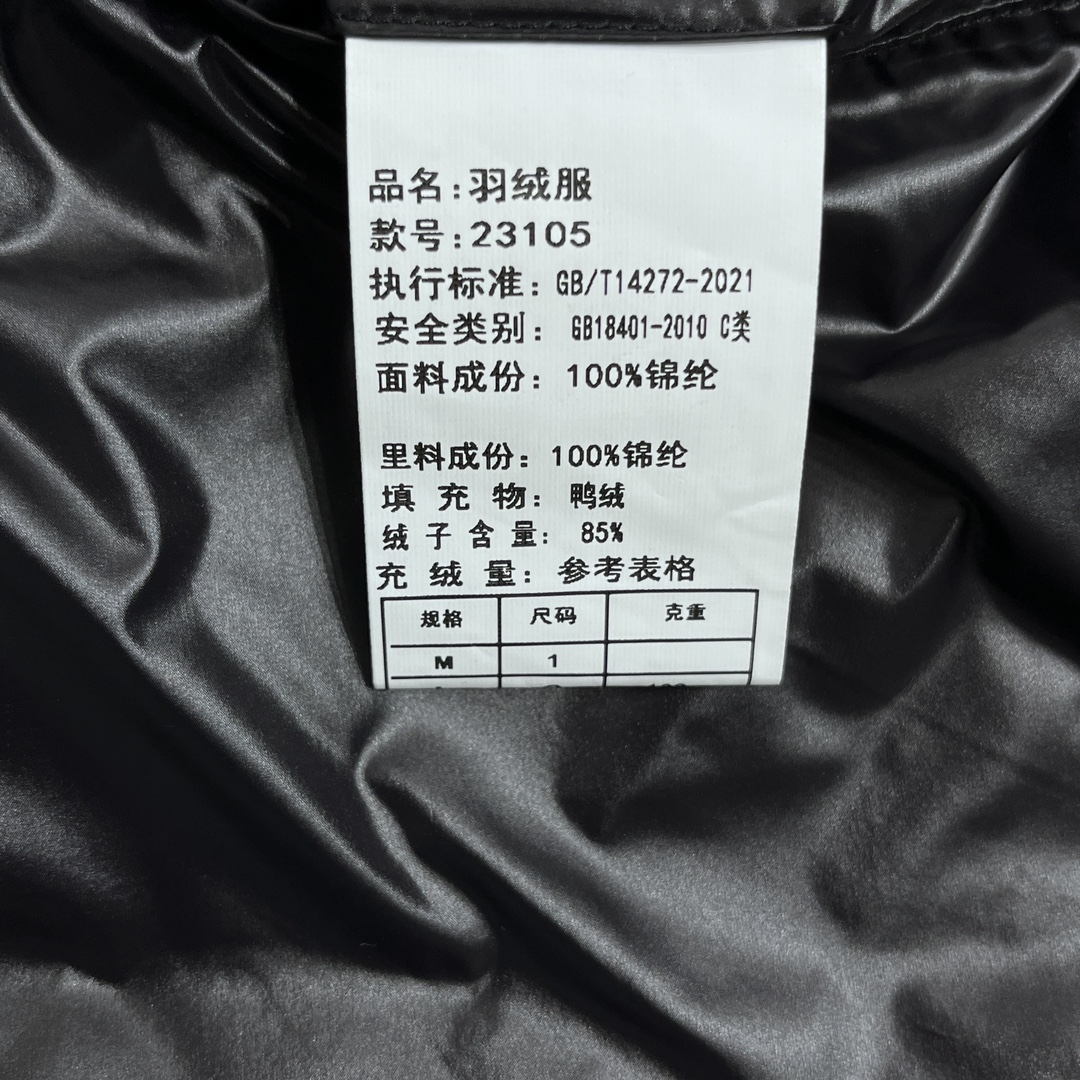 品名:羽绒服
款号:23105
执行标准: GB/T14272-2021
安全类别: GB18401-2010 C类
面料成份: 100%锦纶
里料成份: 100%锦纶
填 充 物: 鸭绒
绒 子 含 量: 85%
充 绒 量: 参考表格
规格 尺码 克重
M 1